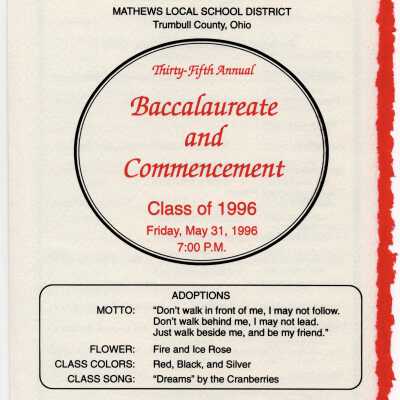 MATHEWS LOCAL SCHOOL DISTRICT
Trumbull County, Ohio
Thirty-Fifth Annual
Baccalaureate
and
Commencement
Class of 1996
Friday, May 31, 1996
7:00 P.M.
ADOPTIONS
MOTTO: “Don’t walk in front of me, I may not follow.
Don’t walk behind me, I may not lead.
Just walk beside me, and be my friend.”
FLOWER: Fire and Ice Rose
CLASS COLORS: Red, Black, and Silver
CLASS SONG: “Dreams” by the Cranberries